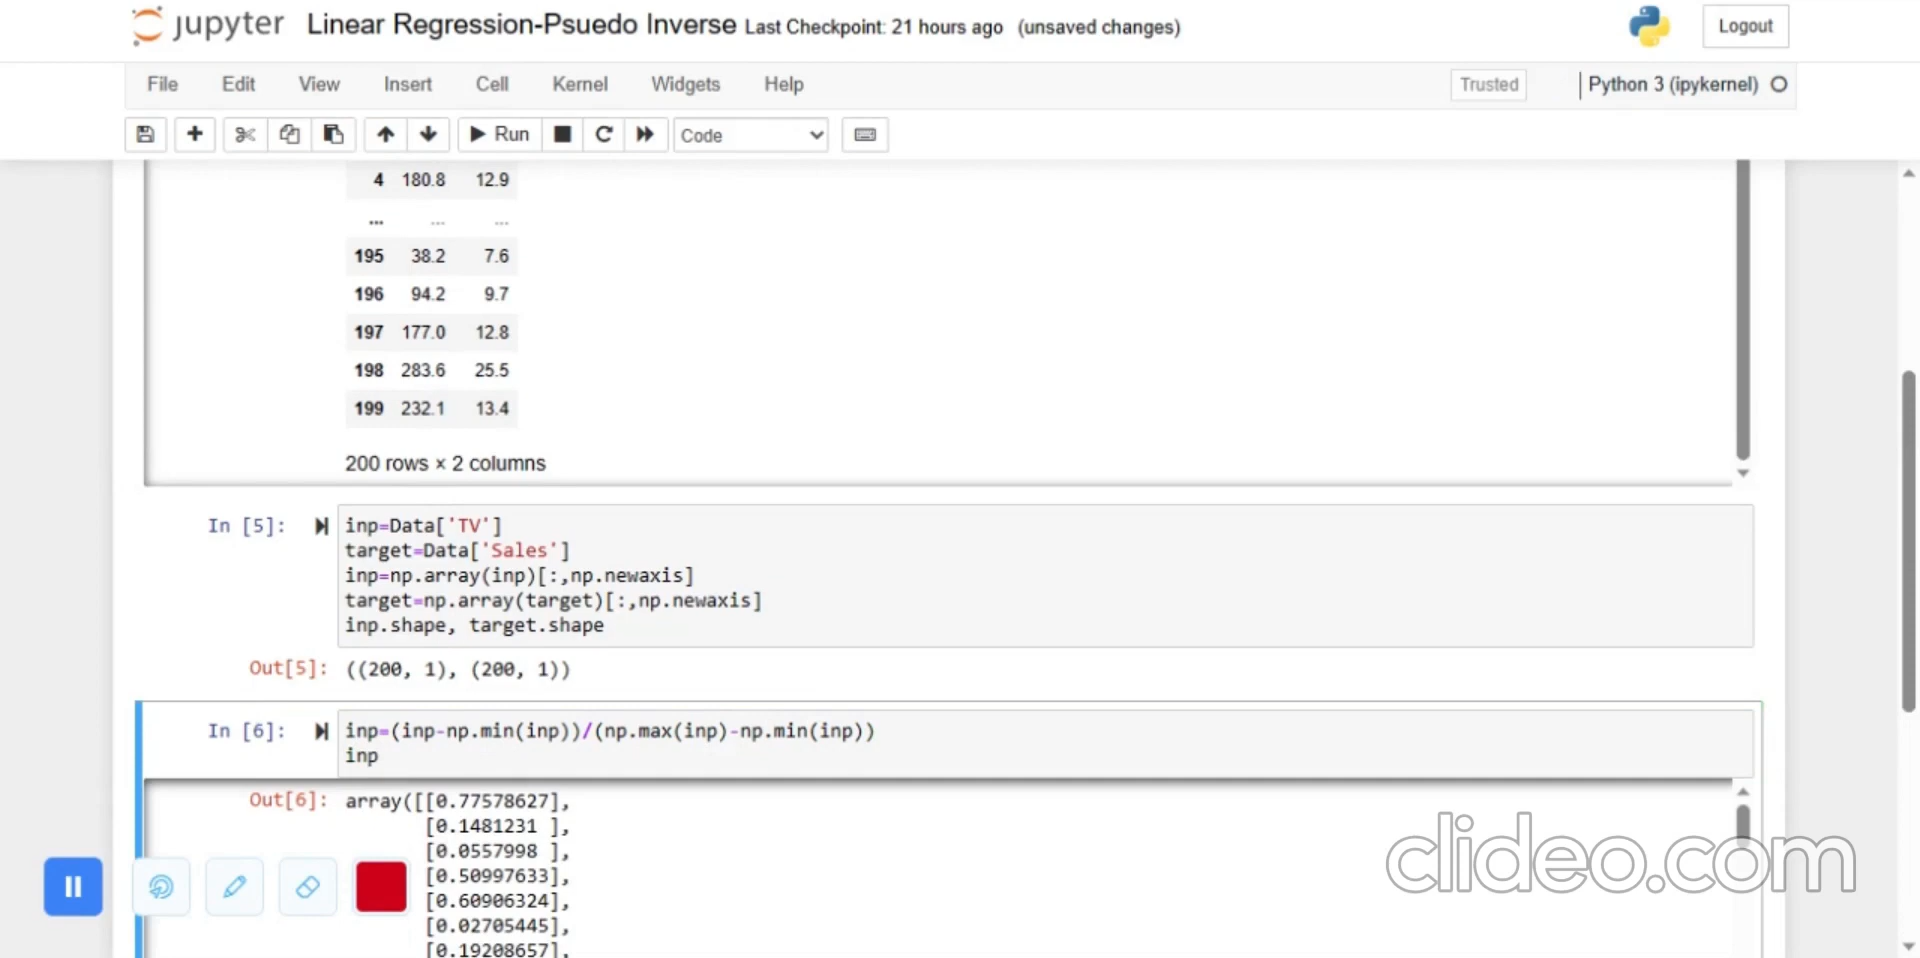 jupyter Linear Regression-Psuedo Inverse Last Checkpoint: 21 hours ago (unsaved changes) Logout
File Edit View Insert Cell Kernel Widgets Help Trusted Python 3 (ipykernel)
Run Code
4 180.8 12.9
... ... ...
195 38.2 7.6
196 94.2 9.7
197 177.0 12.8
198 283.6 25.5
199 232.1 13.4
200 rows × 2 columns
In [5]: inp=Data['TV']
target=Data['Sales']
inp=np.array(inp)[:,np.newaxis]
target=np.array(target)[:,np.newaxis]
inp.shape, target.shape
Out[5]: ((200, 1), (200, 1))
In [6]: inp=(inp-np.min(inp))/(np.max(inp)-np.min(inp))
inp
Out[6]: array([[0.77578627],
[0.1481231 ],
[0.0557998 ],
[0.50997633],
[0.60906324],
[0.02705445],
[0.19208657],
clideo.com